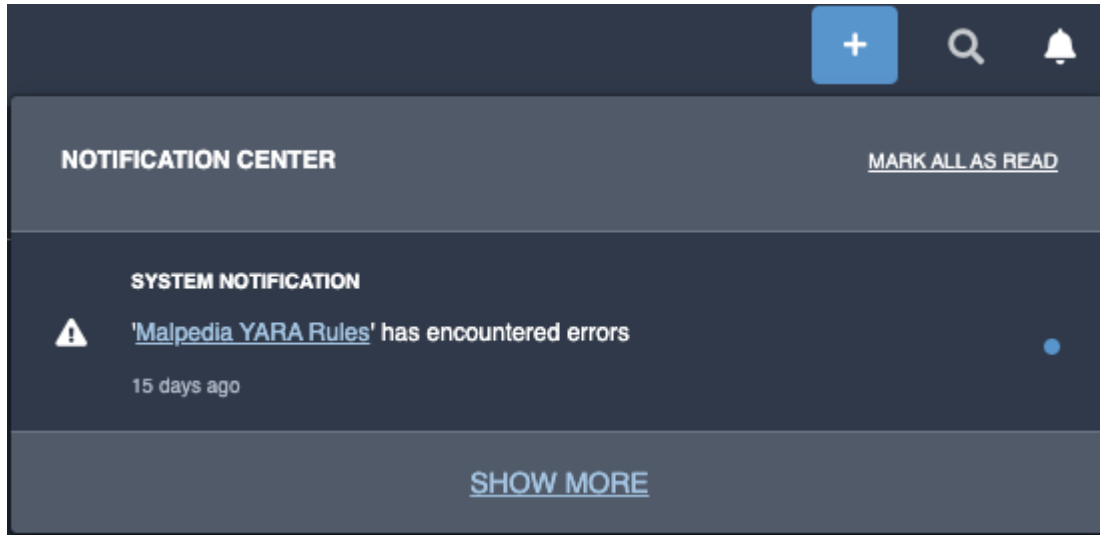 +
NOTIFICATION CENTER
MARK ALL AS READ
SYSTEM NOTIFICATION
'Malpedia YARA Rules' has encountered errors
15 days ago
SHOW MORE